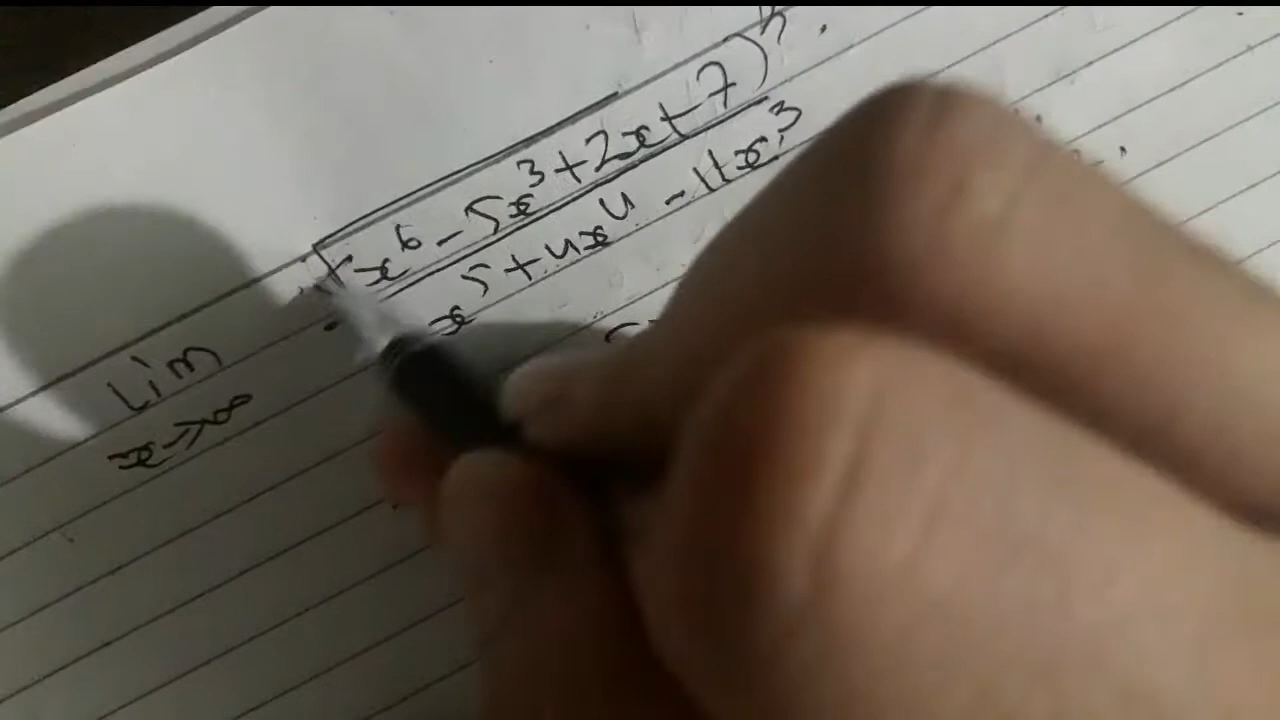 x⁶ - 5x³ + 2x + 7)
Lim x⁵ + 4x⁴ - 11x³
x→∞